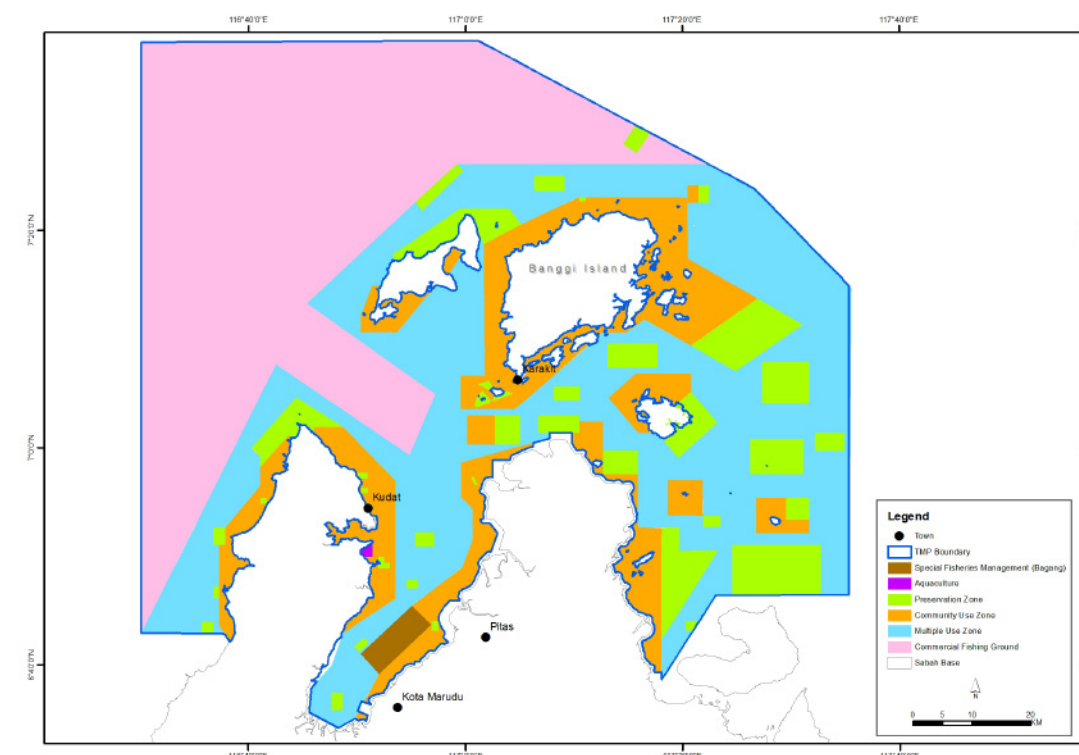 116°40'0"E 117°0'0"E 117°20'0"E 117°40'0"E
7°20'0"N
Banggi Island
Karakit
7°0'0"N
Kudat
Pitas
6°40'0"N
Kota Marudu
Legend
Town
TMP Boundary
Special Fisheries Management (Bagang)
Aquaculture
Preservation Zone
Community Use Zone
Multiple Use Zone
Commercial Fishing Ground
Sabah Base
N
0 5 10 20
KM